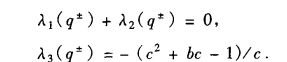 λ₁(q^±) + λ₂(q^±) = 0,
λ₃(q^±) = − (c² + bc − 1)/c .